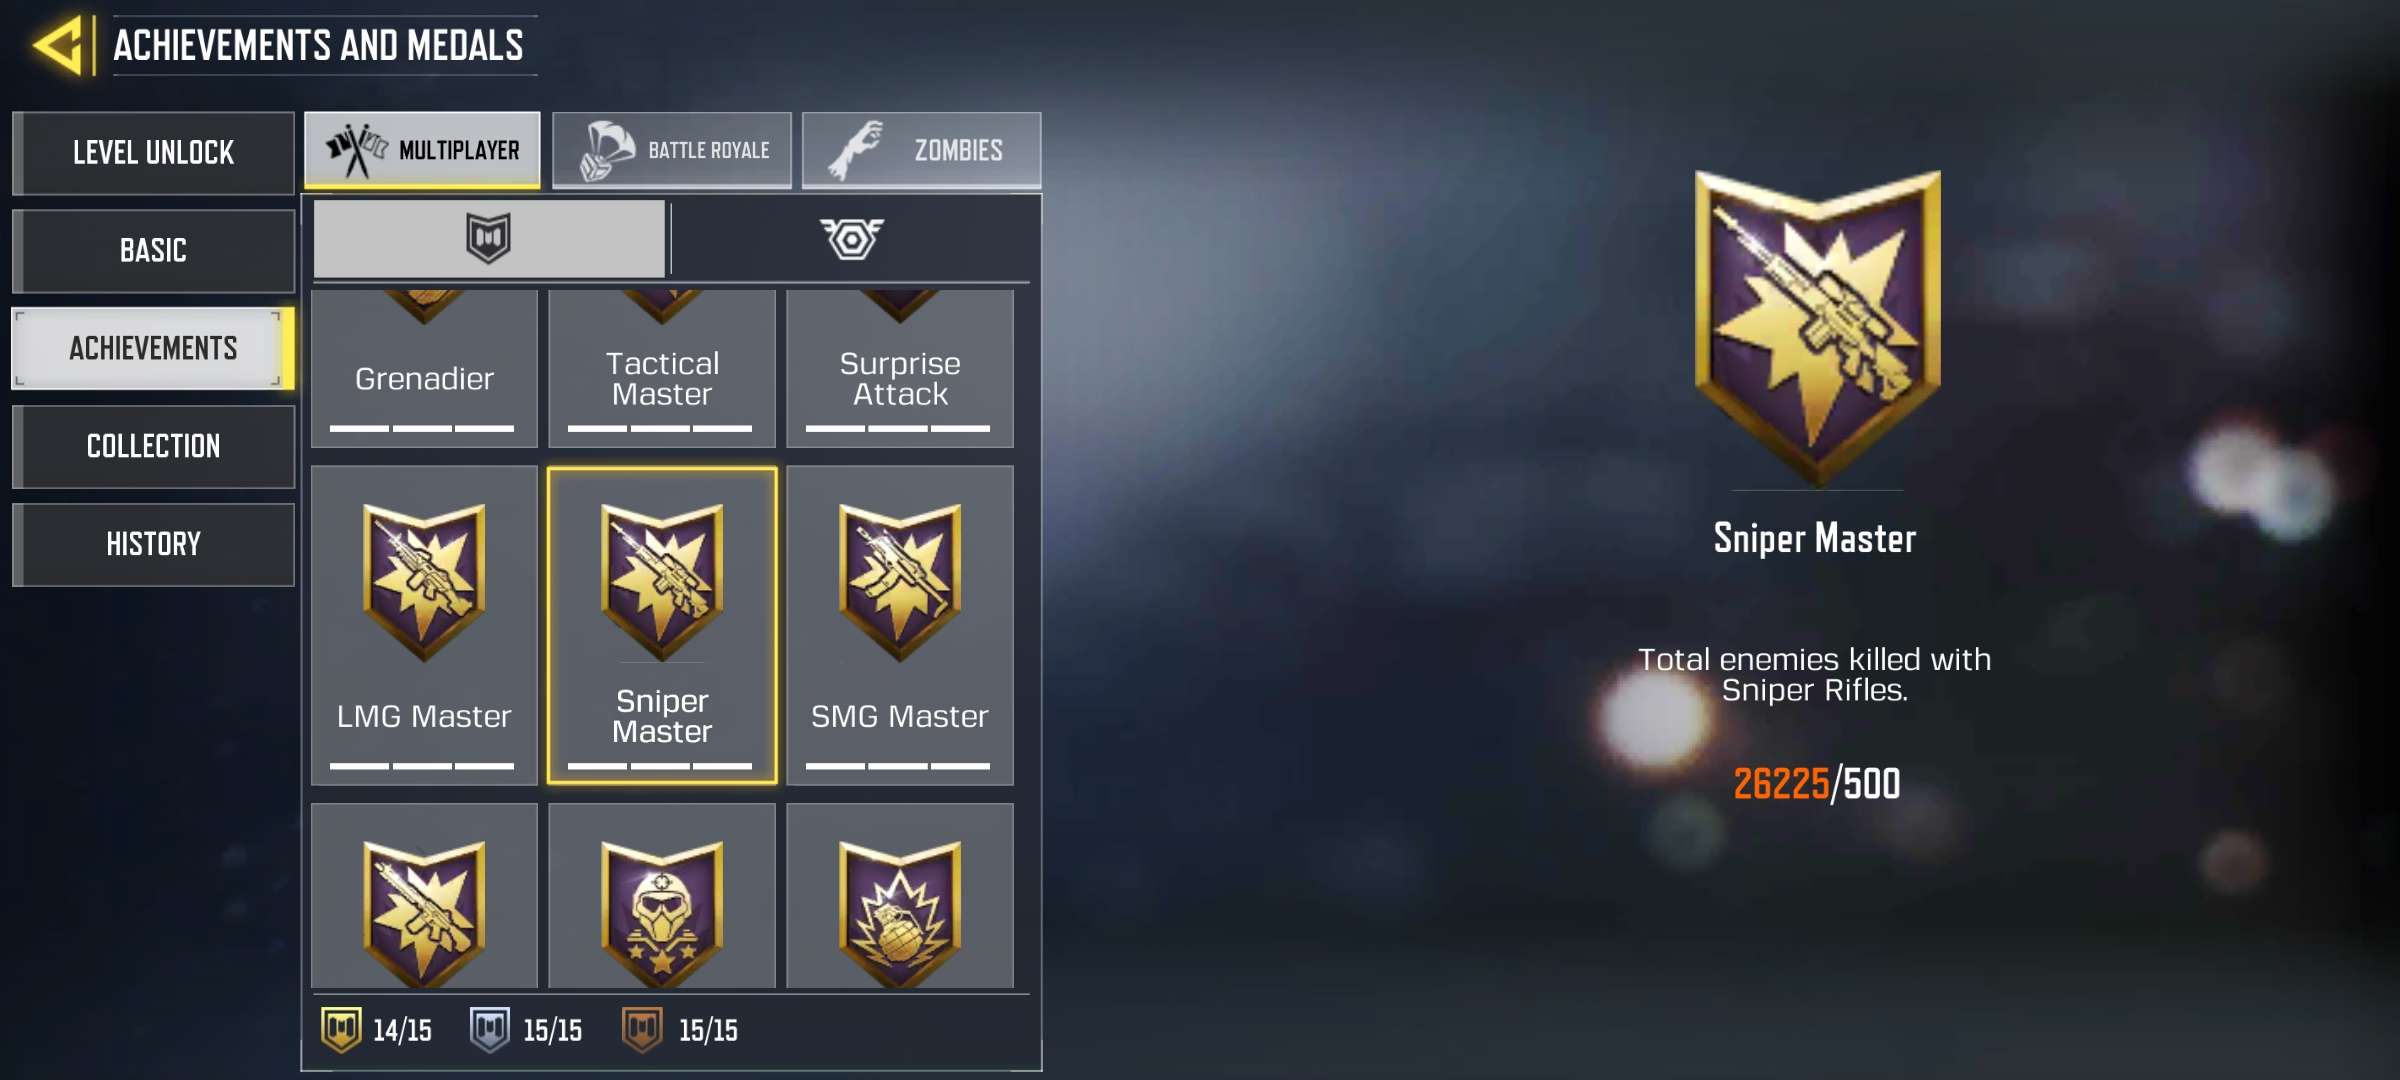 ACHIEVEMENTS AND MEDALS
LEVEL UNLOCK
BASIC
ACHIEVEMENTS
COLLECTION
HISTORY
MULTIPLAYER
BATTLE ROYALE
ZOMBIES
Grenadier
Tactical
Master
Surprise
Attack
LMG Master
Sniper
Master
SMG Master
14/15
15/15
15/15
Sniper Master
Total enemies killed with
Sniper Rifles.
26225/500